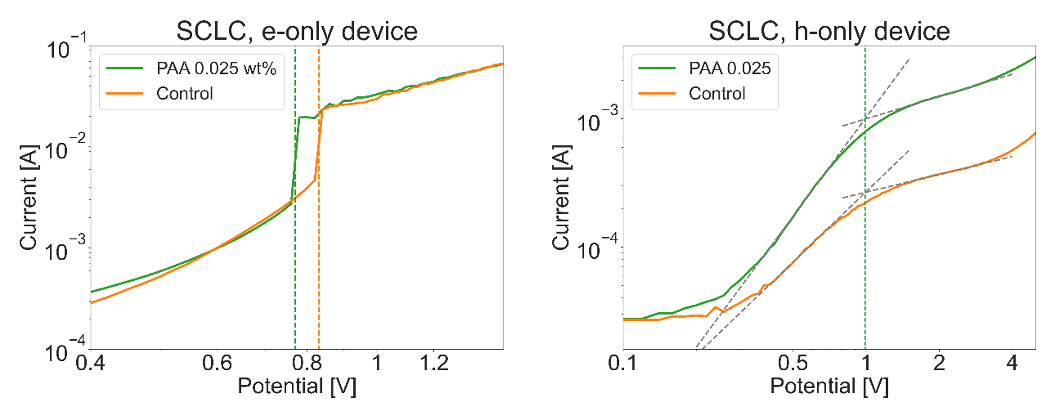 SCLC, e-only device
PAA 0.025 wt%
Control
Current [A]
10⁻¹
10⁻²
10⁻³
10⁻⁴
0.4
0.6
0.8
1
1.2
Potential [V]
SCLC, h-only device
PAA 0.025
Control
Current [A]
10⁻³
10⁻⁴
0.1
0.5
1
2
4
Potential [V]